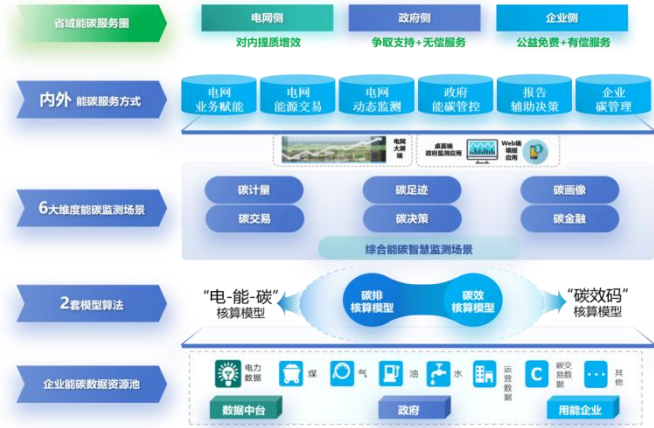 省域能碳服务圈
电网侧
政府侧
企业侧
对内提质增效
争取支持+无偿服务
公益免费+有偿服务
内外 能碳服务方式
电网
业务赋能
电网
能源交易
电网
动态监测
政府
能碳管控
报告
辅助决策
企业
碳管理
电网
大屏
端
桌面端
政府监测应用
Web端
填报
应用
6大维度能碳监测场景
碳计量
碳足迹
碳画像
碳交易
碳决策
碳金融
综合能碳智慧监测场景
2套模型算法
“电-能-碳”
核算模型
碳排
核算模型
碳效
核算模型
“碳效码”
核算模型
企业能碳数据资源池
电力
数据
煤
气
油
水
运
营
数
据
C
碳交
易数
据
其
他
数据中台
政府
用能企业